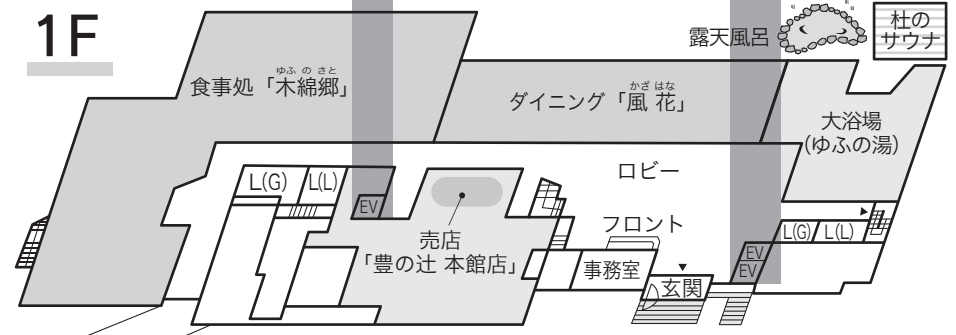 1F
露天風呂
杜の
サウナ
ゆふ の さと
食事処「木綿郷」
かざ はな
ダイニング「風 花」
大浴場
(ゆふの湯)
ロビー
L(G)
L(L)
EV
売店
「豊の辻 本館店」
フロント
事務室
玄関
EV
EV
L(G)
L(L)